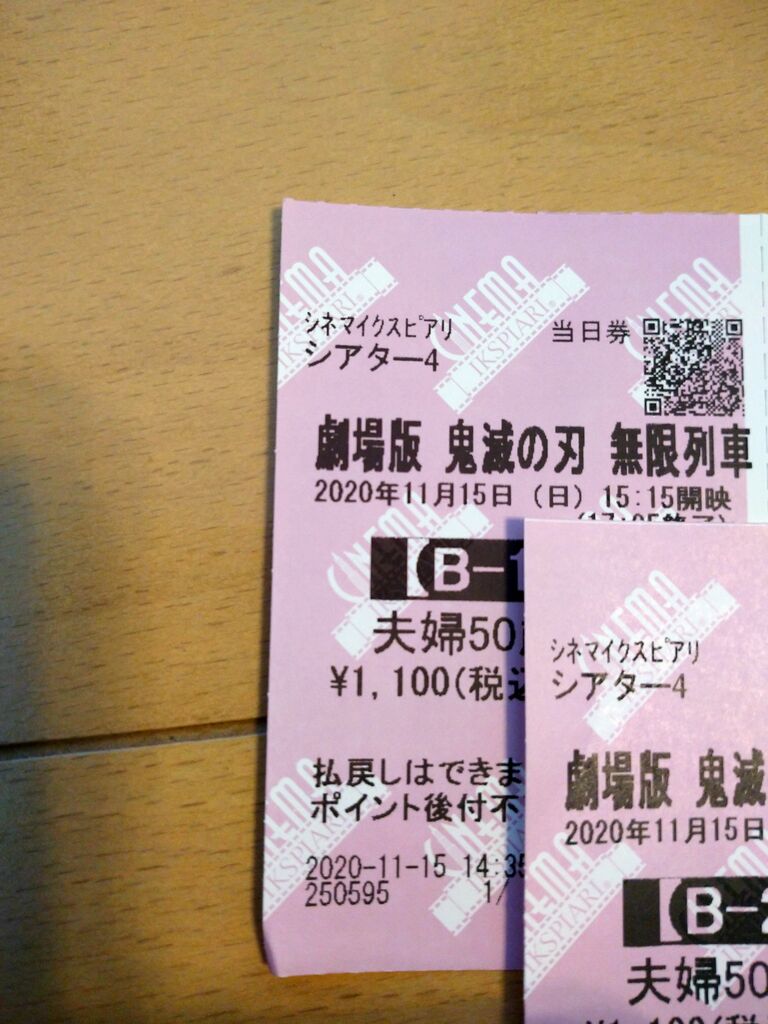 CINEMA IKSPIARI
シネマイクスピアリ
シアター4
当日券
劇場版 鬼滅の刃 無限列車
2020年11月15日（日）15:15開映
B-1
夫婦50
¥1,100(税込
払戻しはできま
ポイント後付不
2020-11-15 14:35
250595 1/
シネマイクスピアリ
シアター4
劇場版 鬼滅
2020年11月15日
B-2
夫婦50